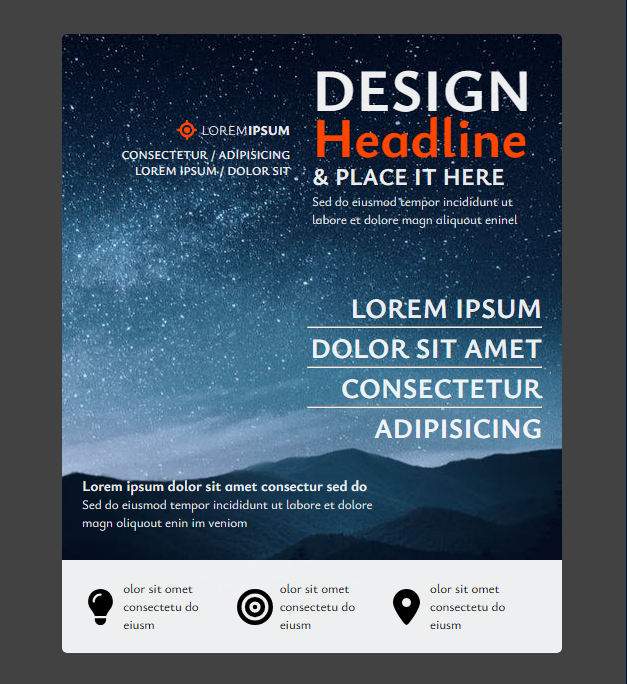 LOREMIPSUM
CONSECTETUR / ADIPISICING
LOREM IPSUM / DOLOR SIT
DESIGN
Headline
& PLACE IT HERE
Sed do eiusmod tempor incididunt ut
labore et dolore magn aliquout eninel
LOREM IPSUM
DOLOR SIT AMET
CONSECTETUR
ADIPISICING
Lorem ipsum dolor sit amet consectur sed do
Sed do eiusmod tempor incididunt ut labore et dolore
magn oliquout enin im veniom
olor sit omet
consectetu do
eiusm
olor sit omet
consectetu do
eiusm
olor sit omet
consectetu do
eiusm